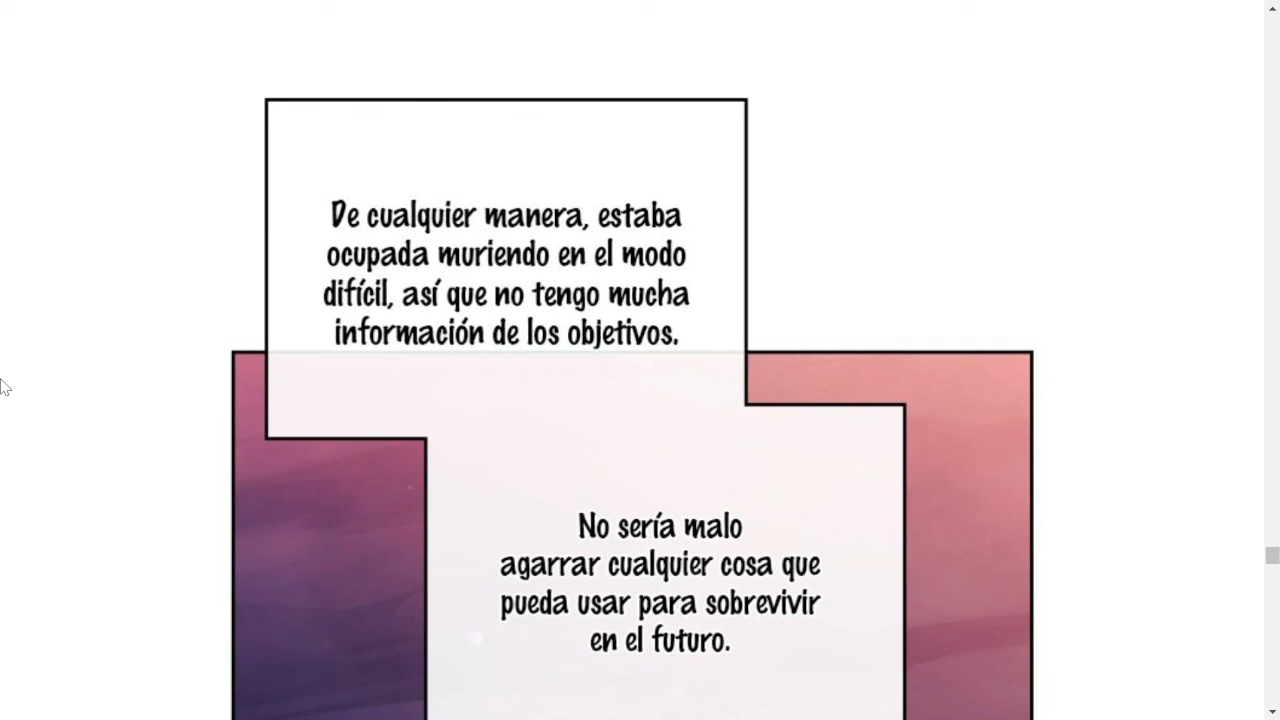 De cualquier manera, estaba
ocupada muriendo en el modo
difícil, así que no tengo mucha
información de los objetivos.
No sería malo
agarrar cualquier cosa que
pueda usar para sobrevivir
en el futuro.